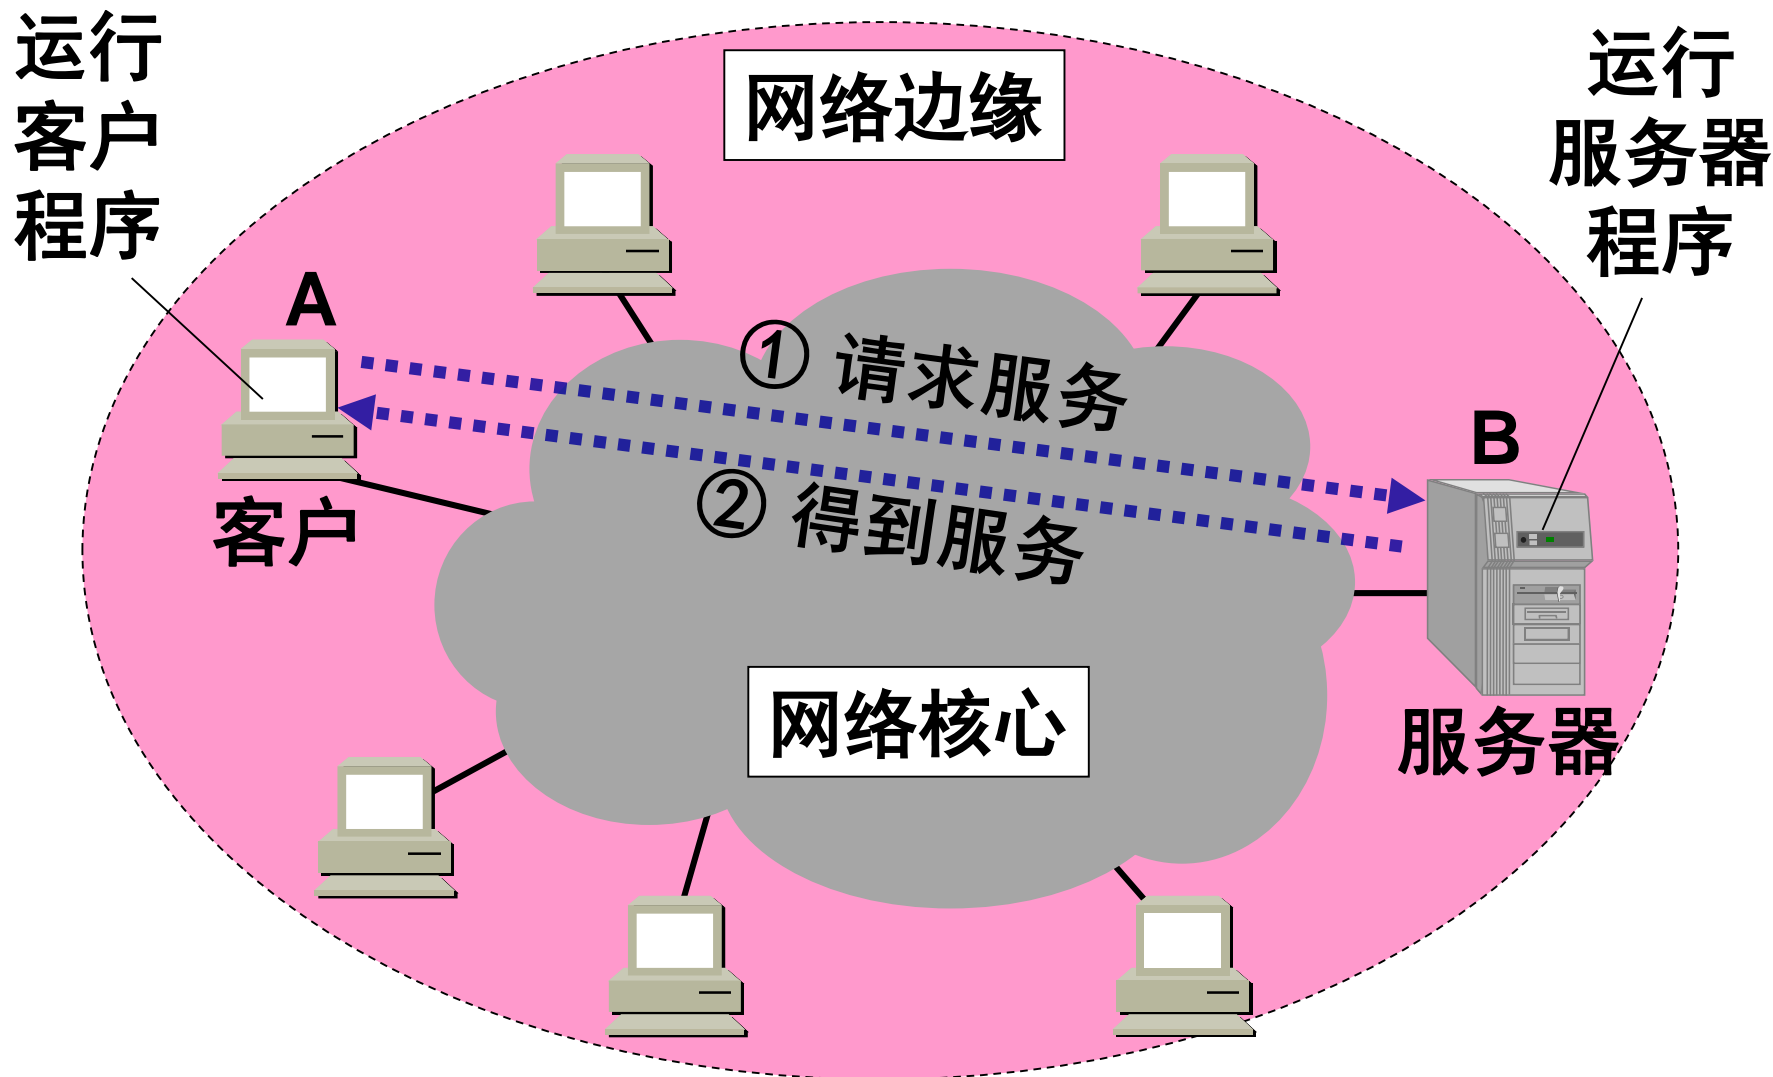 运行
客户
程序
网络边缘
运行
服务器
程序
A
① 请求服务
B
② 得到服务
客户
网络核心
服务器